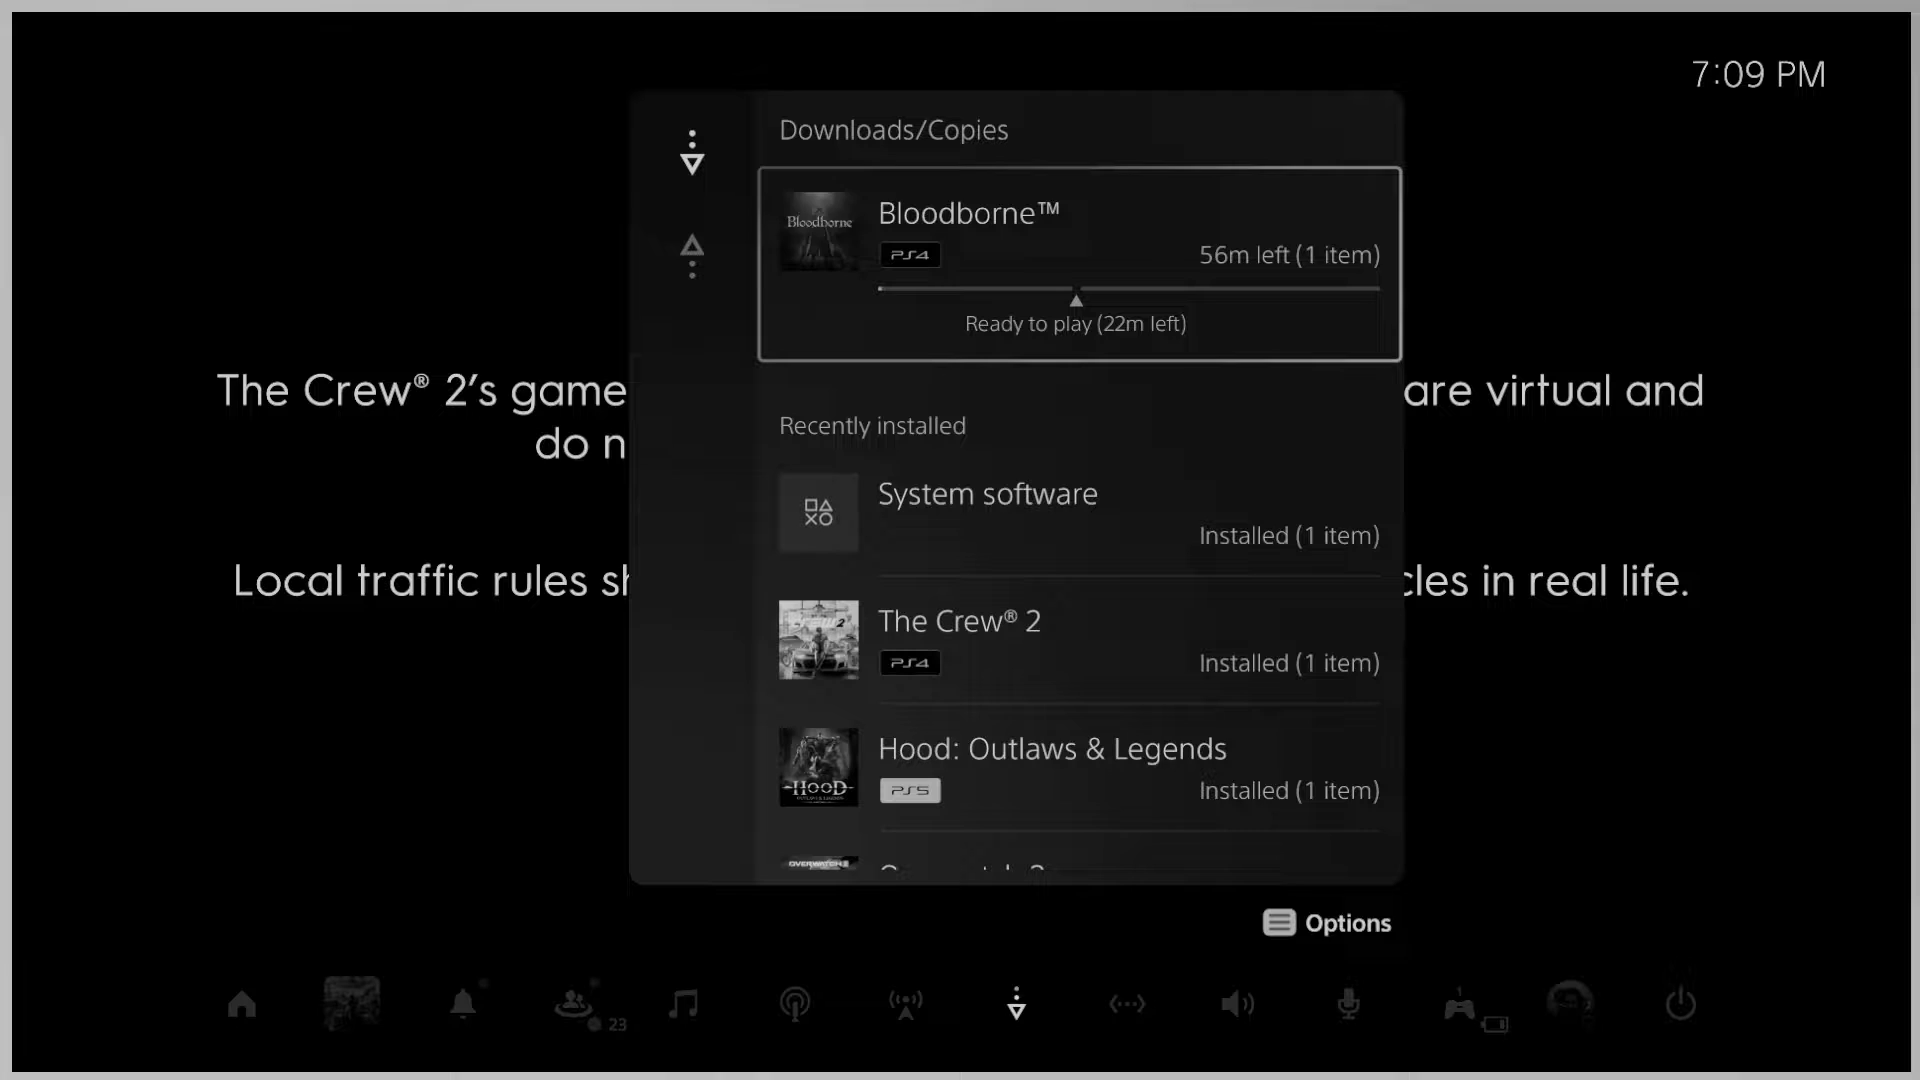 7:09 PM
Downloads/Copies
Bloodborne
Bloodborne™
PS4
56m left (1 item)
Ready to play (22m left)
The Crew® 2's game
are virtual and
do n
Recently installed
System software
Installed (1 item)
Local traffic rules sh
cles in real life.
The Crew® 2
PS4
Installed (1 item)
Hood: Outlaws & Legends
HOOD
PS5
Installed (1 item)
OVERWATCH 2
Options
23
1